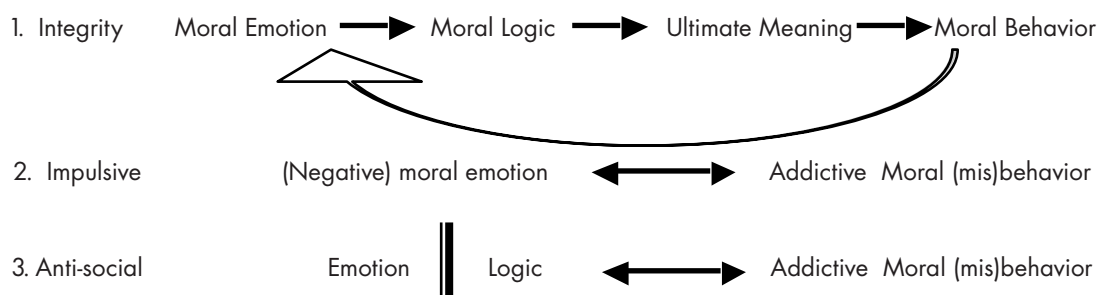 1. Integrity Moral Emotion Moral Logic Ultimate Meaning Moral Behavior
2. Impulsive (Negative) moral emotion Addictive Moral (mis)behavior
3. Anti-social Emotion Logic Addictive Moral (mis)behavior